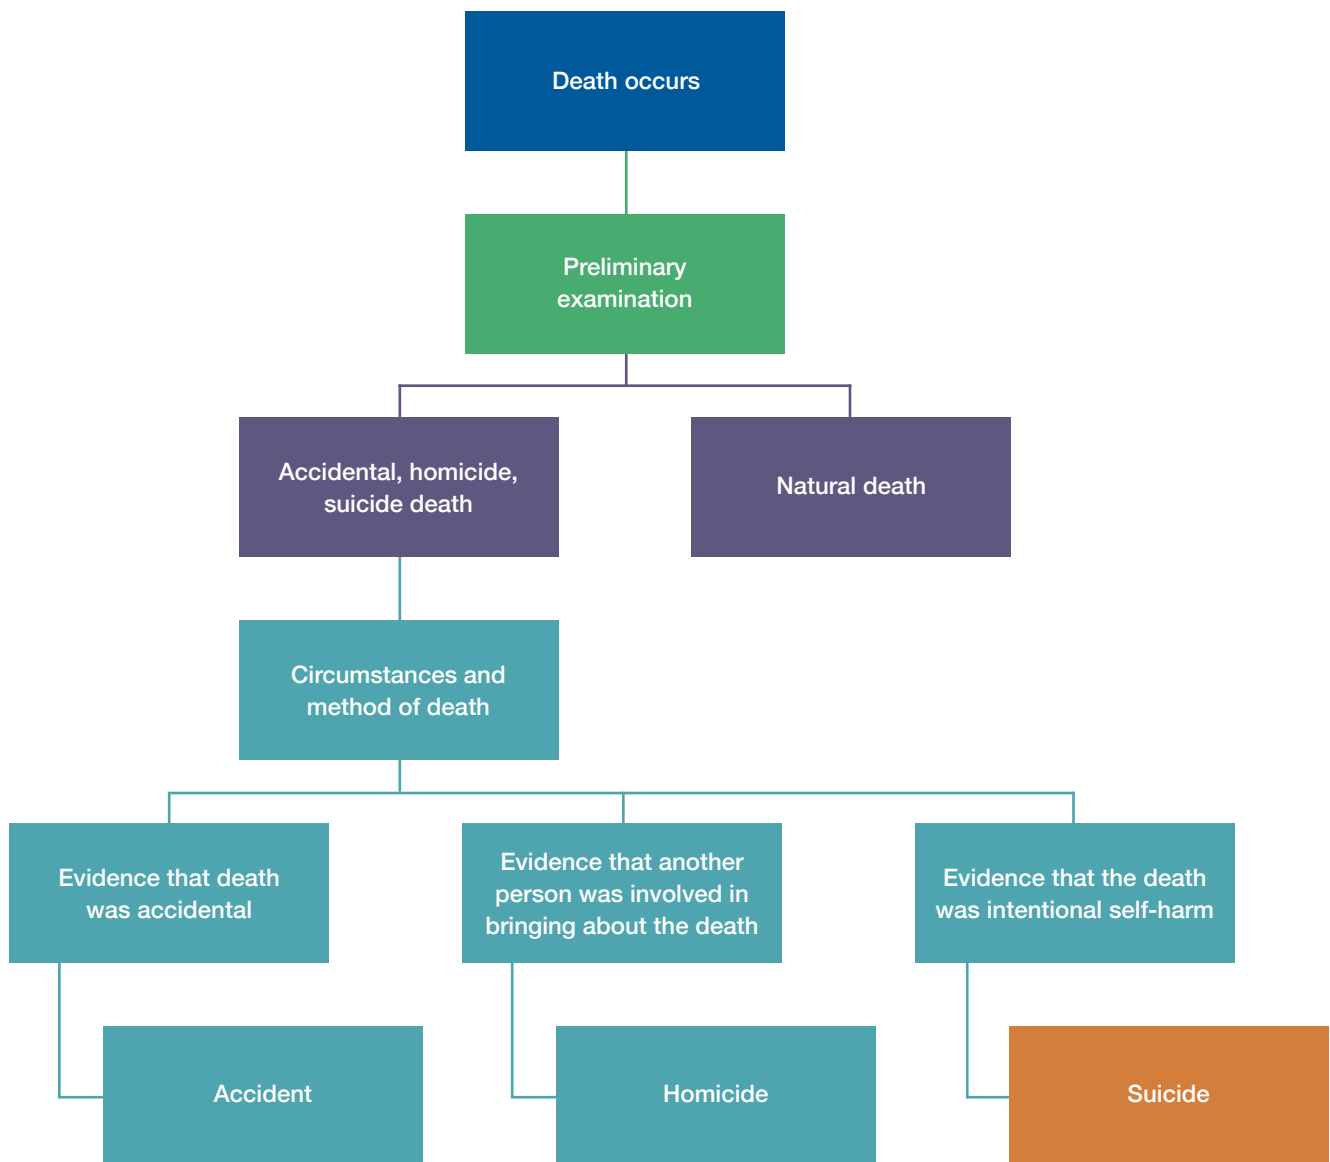 Death occurs
Preliminary
examination
Accidental, homicide,
suicide death
Natural death
Circumstances and
method of death
Evidence that death
was accidental
Evidence that another
person was involved in
bringing about the death
Evidence that the death
was intentional self-harm
Accident
Homicide
Suicide